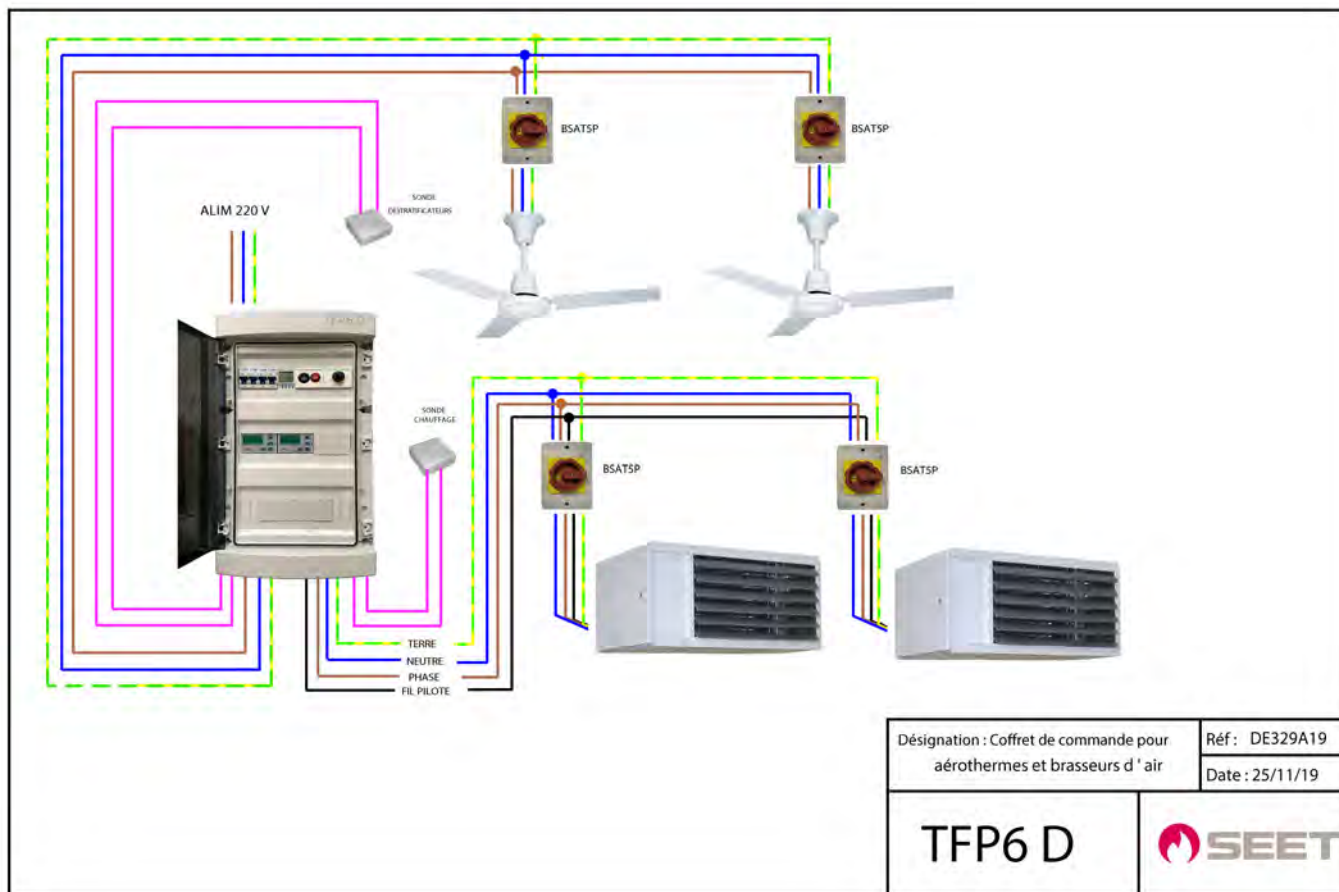 BSAT5P
BSAT5P
SONDE
DESTRATIFICATEURS
ALIM 220 V
SONDE
CHAUFFAGE
BSAT5P
BSAT5P
TERRE
NEUTRE
PHASE
FIL PILOTE
Désignation : Coffret de commande pour
aérothermes et brasseurs d ' air
Réf : DE329A19
Date : 25/11/19
TFP6 D
SEET